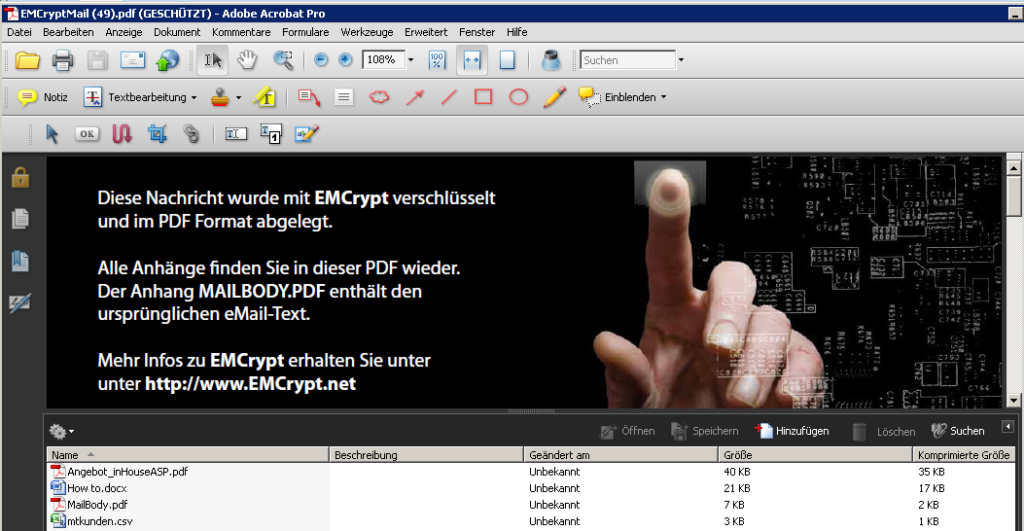 EMCryptMail (49).pdf (GESCHÜTZT) - Adobe Acrobat Pro
Datei Bearbeiten Anzeige Dokument Kommentare Formulare Werkzeuge Erweitert Fenster Hilfe
108% 100 % Suchen
Notiz T Textbearbeitung T Einblenden
OK 1
Diese Nachricht wurde mit EMCrypt verschlüsselt
und im PDF Format abgelegt.
Alle Anhänge finden Sie in dieser PDF wieder.
Der Anhang MAILBODY.PDF enthält den
ursprünglichen eMail-Text.
Mehr Infos zu EMCrypt erhalten Sie unter
unter http://www.EMCrypt.net
Öffnen Speichern Hinzufügen Löschen Suchen
Name Beschreibung Geändert am Größe Komprimierte Größe
Angebot_inHouseASP.pdf Unbekannt 40 KB 35 KB
How to.docx Unbekannt 21 KB 17 KB
MailBody.pdf Unbekannt 7 KB 2 KB
mtkunden.csv Unbekannt 3 KB 1 KB